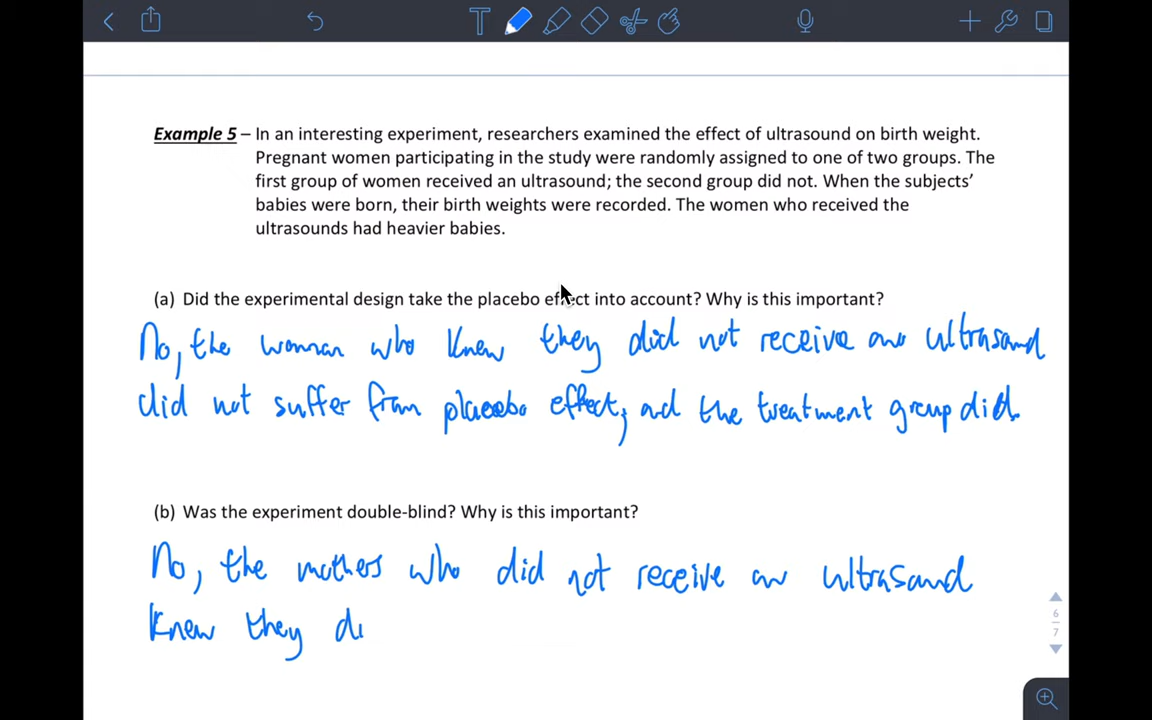 Example 5 – In an interesting experiment, researchers examined the effect of ultrasound on birth weight.
Pregnant women participating in the study were randomly assigned to one of two groups. The
first group of women received an ultrasound; the second group did not. When the subjects'
babies were born, their birth weights were recorded. The women who received the
ultrasounds had heavier babies.
(a) Did the experimental design take the placebo effect into account? Why is this important?
No, the woman who knew they did not receive an ultrasound
did not suffer from placebo effect, and the treatment group did.
(b) Was the experiment double-blind? Why is this important?
No, the mothers who did not receive an ultrasound
knew they di
6
7